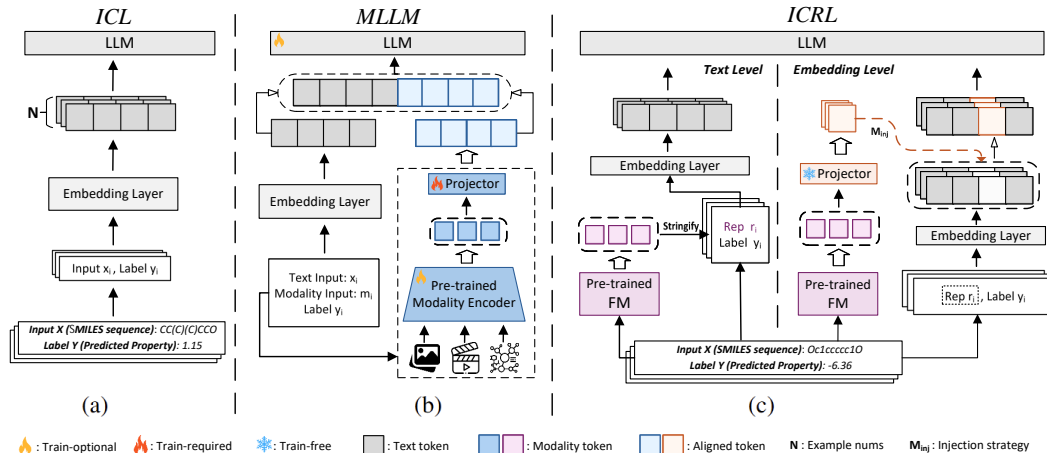 ICL
LLM
N
Embedding Layer
Input xᵢ , Label yᵢ
Input X (SMILES sequence): CC(C)(C)CCO
Label Y (Predicted Property): 1.15
(a)
MLLM
LLM
Embedding Layer
Projector
Text Input: xᵢ
Modality Input: mᵢ
Label yᵢ
Pre-trained
Modality Encoder
(b)
ICRL
LLM
Text Level
Embedding Level
Embedding Layer
Stringify
Rep rᵢ
Label yᵢ
Pre-trained
FM
Minj
Projector
Pre-trained
FM
Embedding Layer
Rep rᵢ , Label yᵢ
Input X (SMILES sequence): Oc1ccccc1O
Label Y (Predicted Property): -6.36
(c)
: Train-optional : Train-required : Train-free : Text token : Modality token : Aligned token N : Example nums Minj : Injection strategy